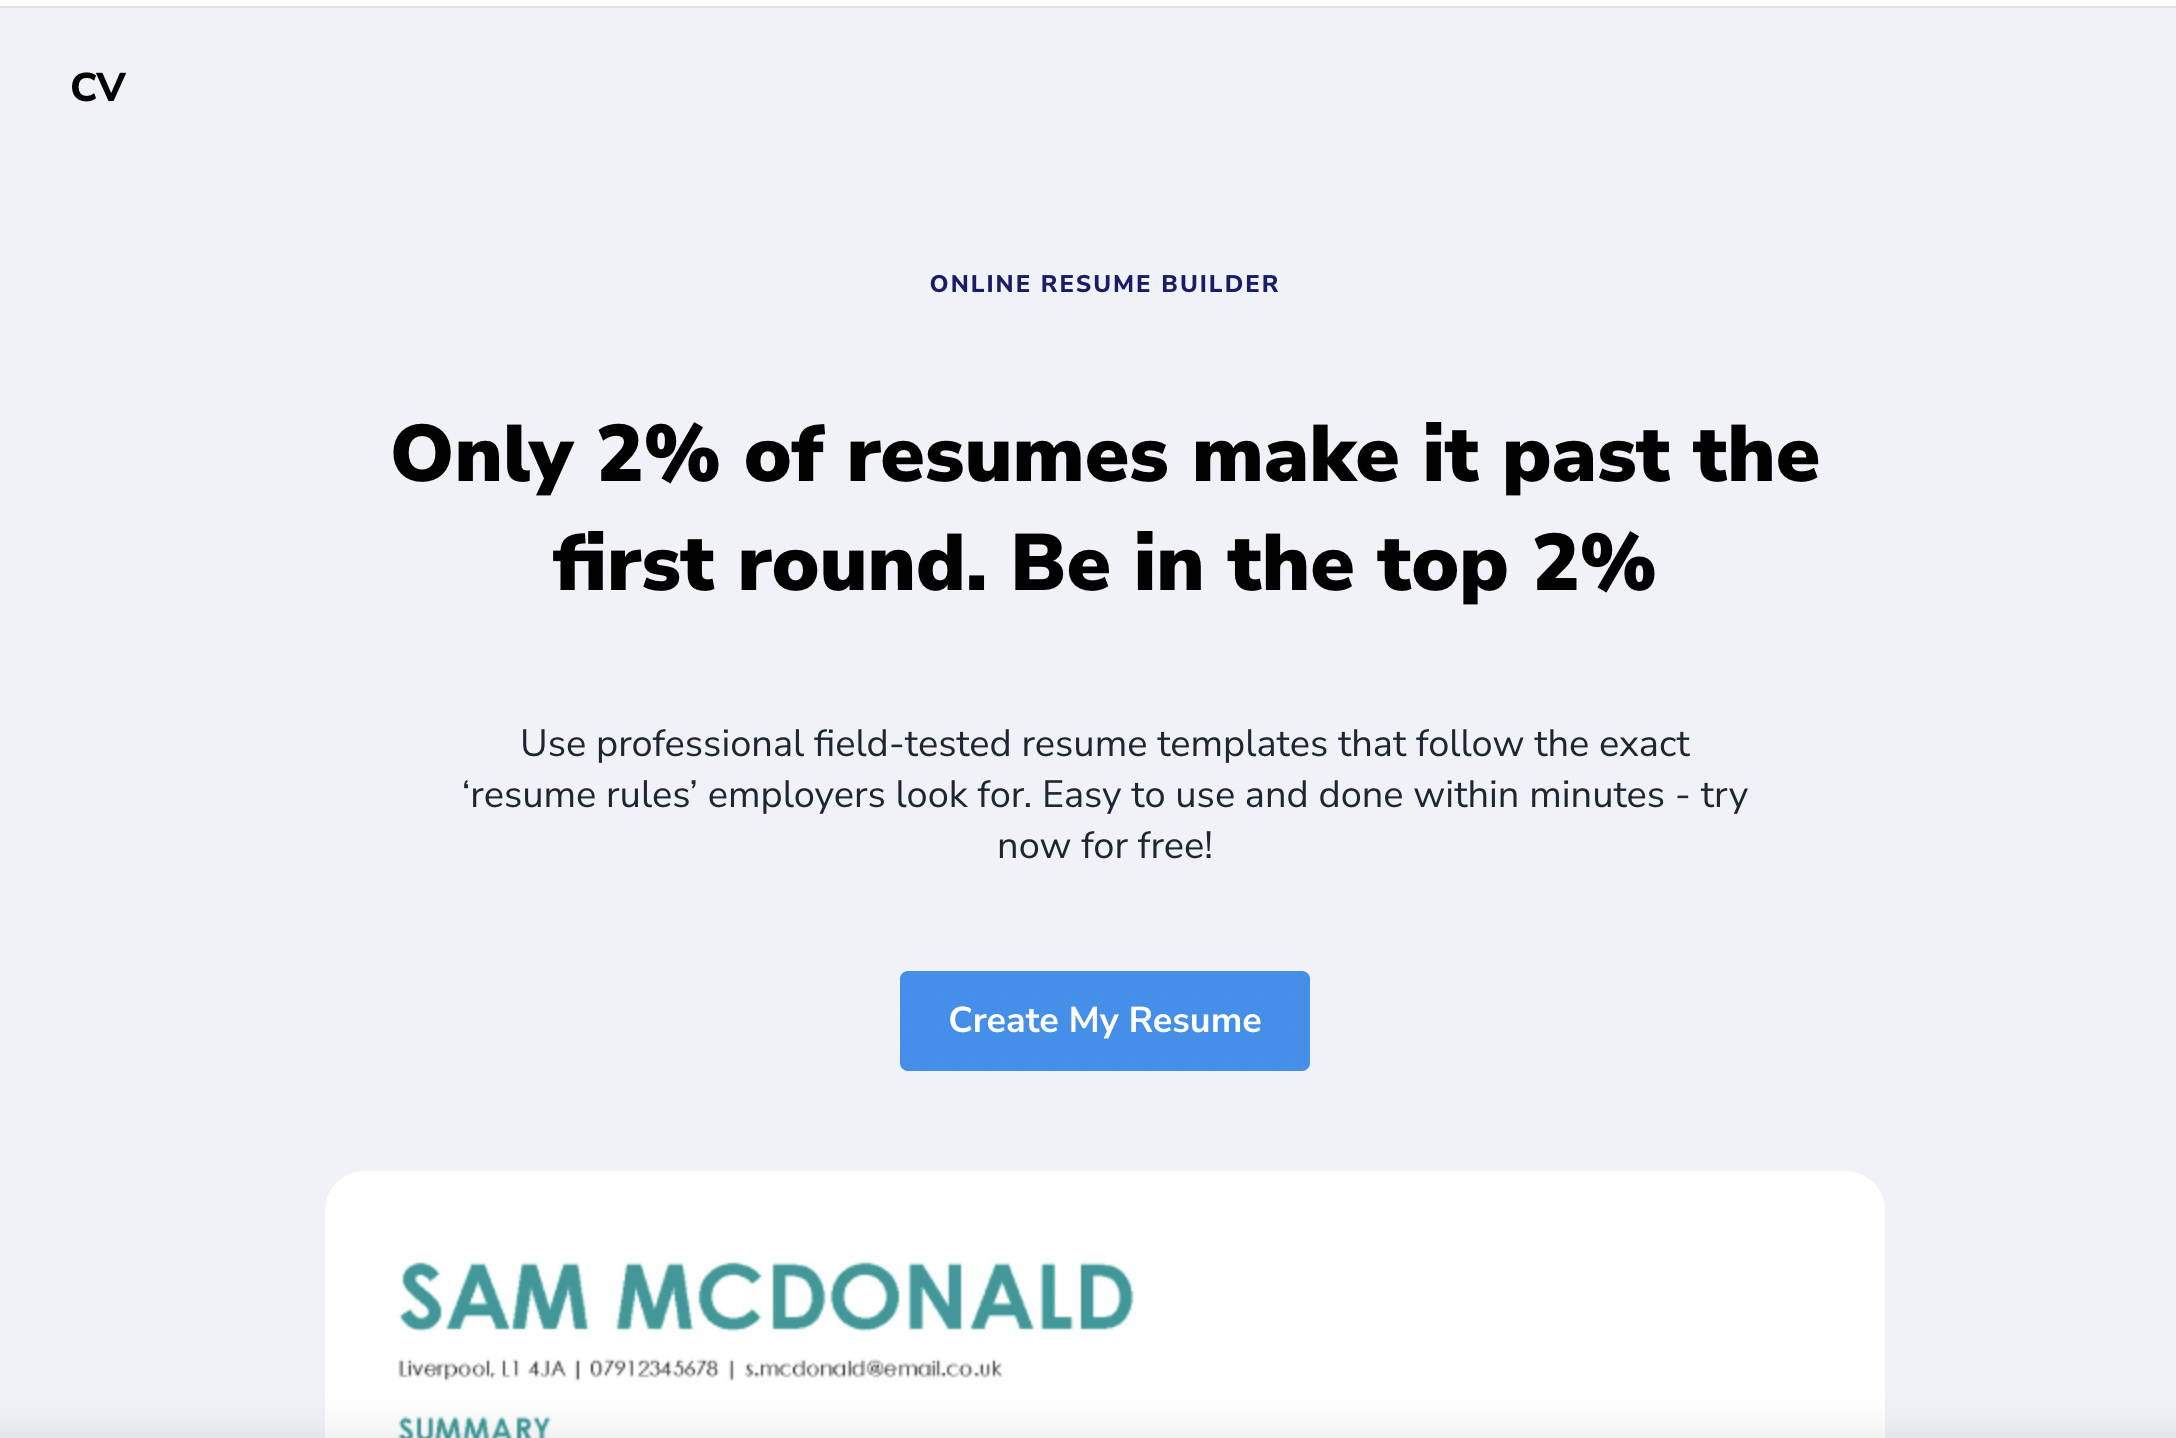 CV
ONLINE RESUME BUILDER
Only 2% of resumes make it past the
first round. Be in the top 2%
Use professional field-tested resume templates that follow the exact
‘resume rules’ employers look for. Easy to use and done within minutes - try
now for free!
Create My Resume
SAM MCDONALD
Liverpool, L1 4JA | 07912345678 | s.mcdonald@email.co.uk
SUMMARY